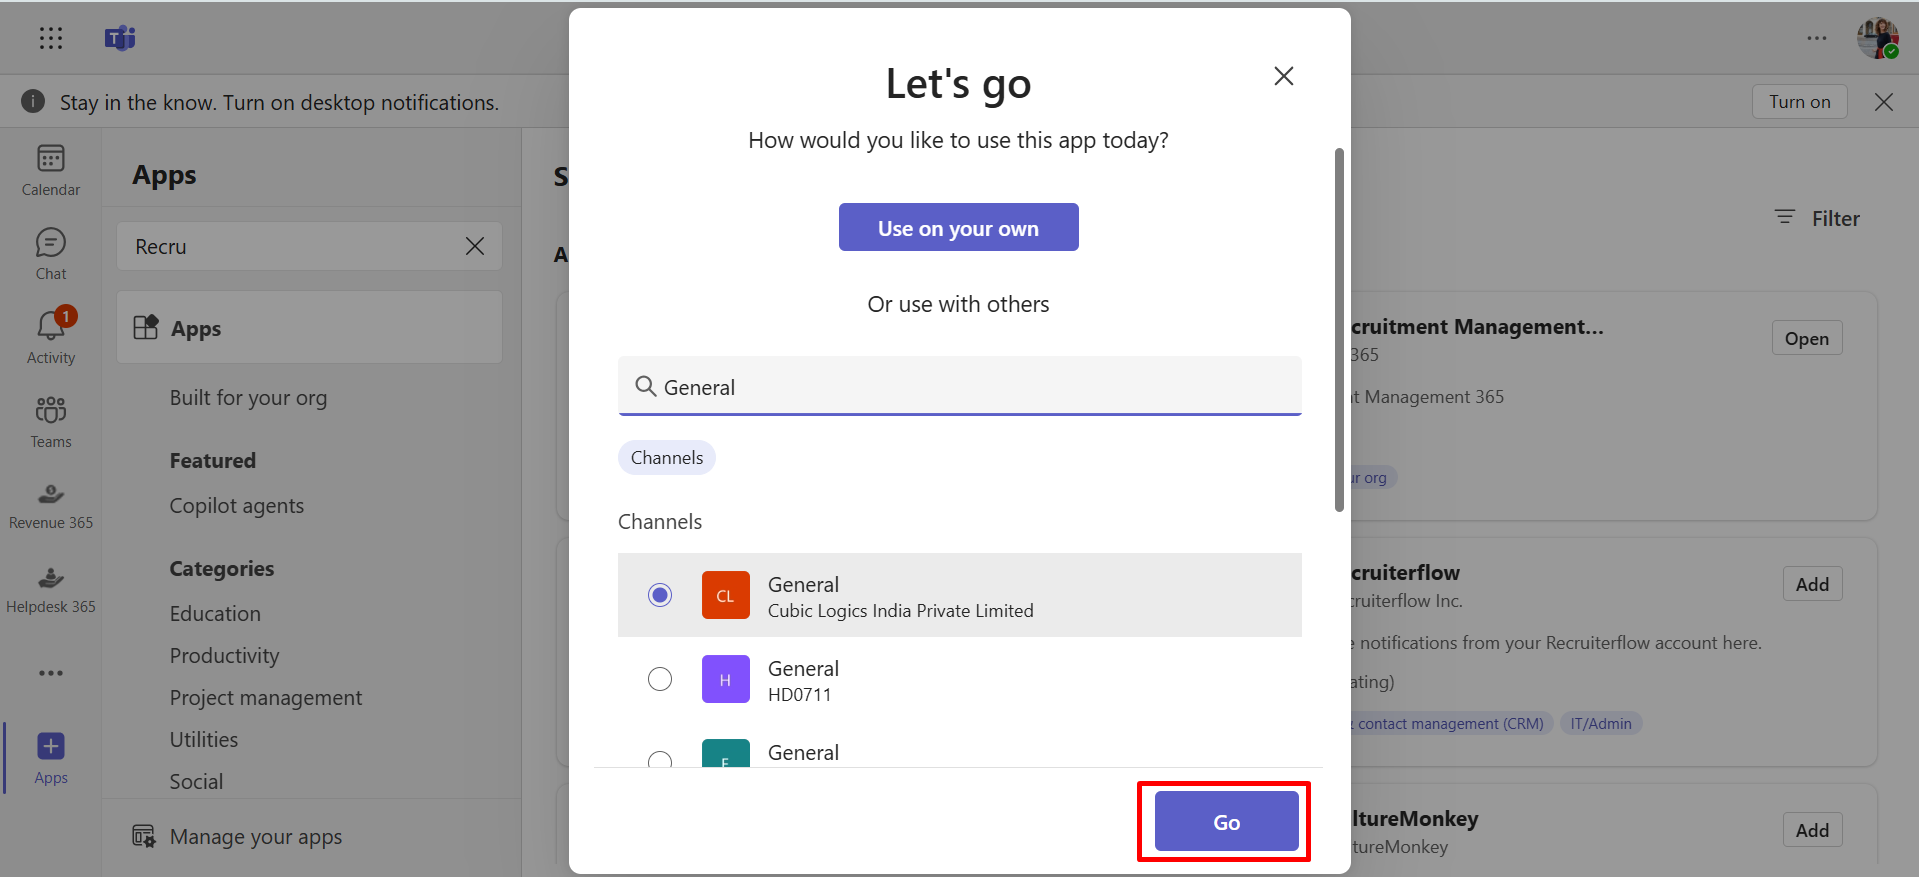 Stay in the know. Turn on desktop notifications.
Turn on
Calendar
Chat
1
Activity
Teams
Revenue 365
Helpdesk 365
Apps
Apps
Recru
Apps
Built for your org
Featured
Copilot agents
Categories
Education
Productivity
Project management
Utilities
Social
Manage your apps
S
A
Let's go
How would you like to use this app today?
Use on your own
Or use with others
General
Channels
Channels
CL
General
Cubic Logics India Private Limited
H
General
HD0711
General
Go
Filter
cruitment Management...
365
Open
t Management 365
ur org
cruiterflow
cruiterflow Inc.
Add
e notifications from your Recruiterflow account here.
ating)
contact management (CRM)
IT/Admin
ltureMonkey
tureMonkey
Add